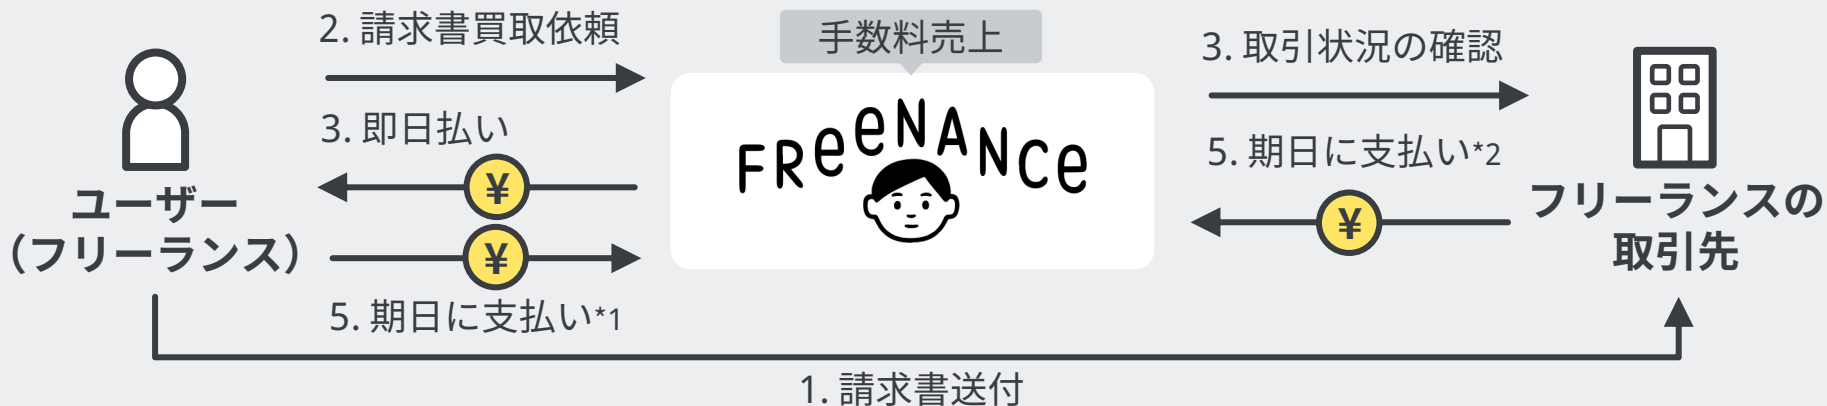 2. 請求書買取依頼
手数料売上
3. 取引状況の確認
3. 即日払い
FReeNANce
5. 期日に支払い*2
¥
¥
ユーザー
(フリーランス)
¥
フリーランスの
取引先
5. 期日に支払い*1
1. 請求書送付